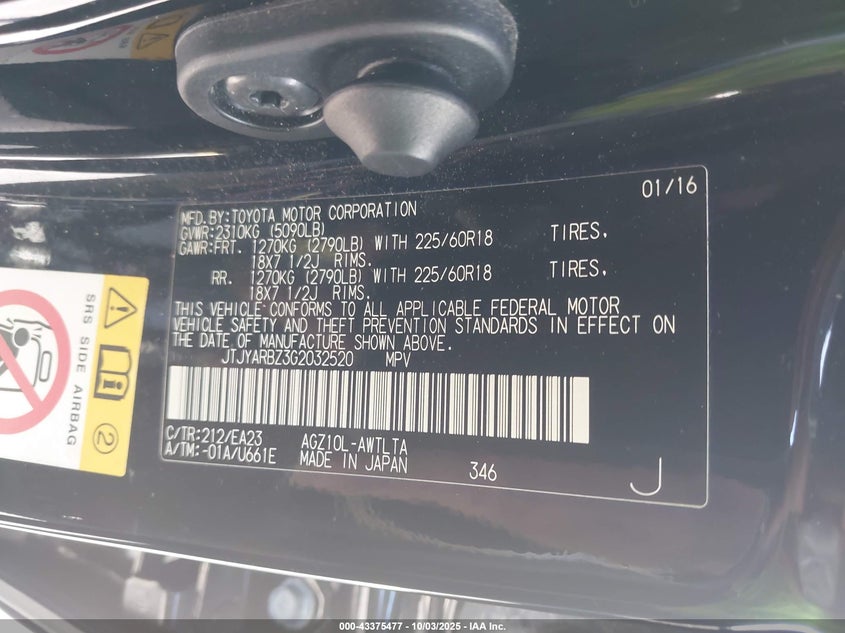 01/16
MFD.BY:TOYOTA MOTOR CORPORATION
GVWR:2310KG (5090LB)
GAWR:FRT. 1270KG (2790LB) WITH 225/60R18 TIRES,
18X7 1/2J RIMS.
RR. 1270KG (2790LB) WITH 225/60R18 TIRES,
18X7 1/2J RIMS.
THIS VEHICLE CONFORMS TO ALL APPLICABLE FEDERAL MOTOR
VEHICLE SAFETY AND THEFT PREVENTION STANDARDS IN EFFECT ON
THE DATE OF MANUFACTURE SHOWN ABOVE.
JTJYARBZ3G2032520 MPV
C/TR:212/EA23 AGZ10L-AWTLTA
A/TM:-01A/U661E MADE IN JAPAN 346 J
SRS SIDE AIRBAG
2
000-43375477 - 10/03/2025 - IAA Inc.